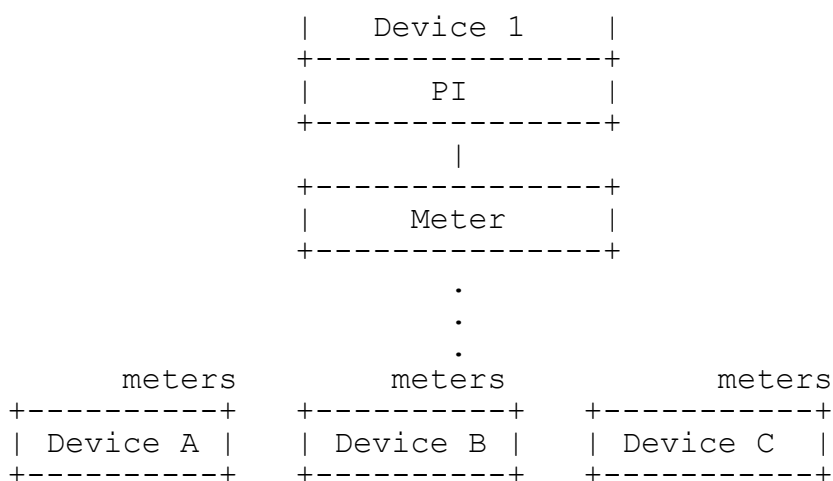 |   Device 1    |
+---------------+
|      PI       |
+---------------+
|
+---------------+
|     Meter     |
+---------------+
.
.
.
meters meters meters
+----------+   +----------+   +-----------+
| Device A |   | Device B |   | Device C  |
+----------+   +----------+   +-----------+